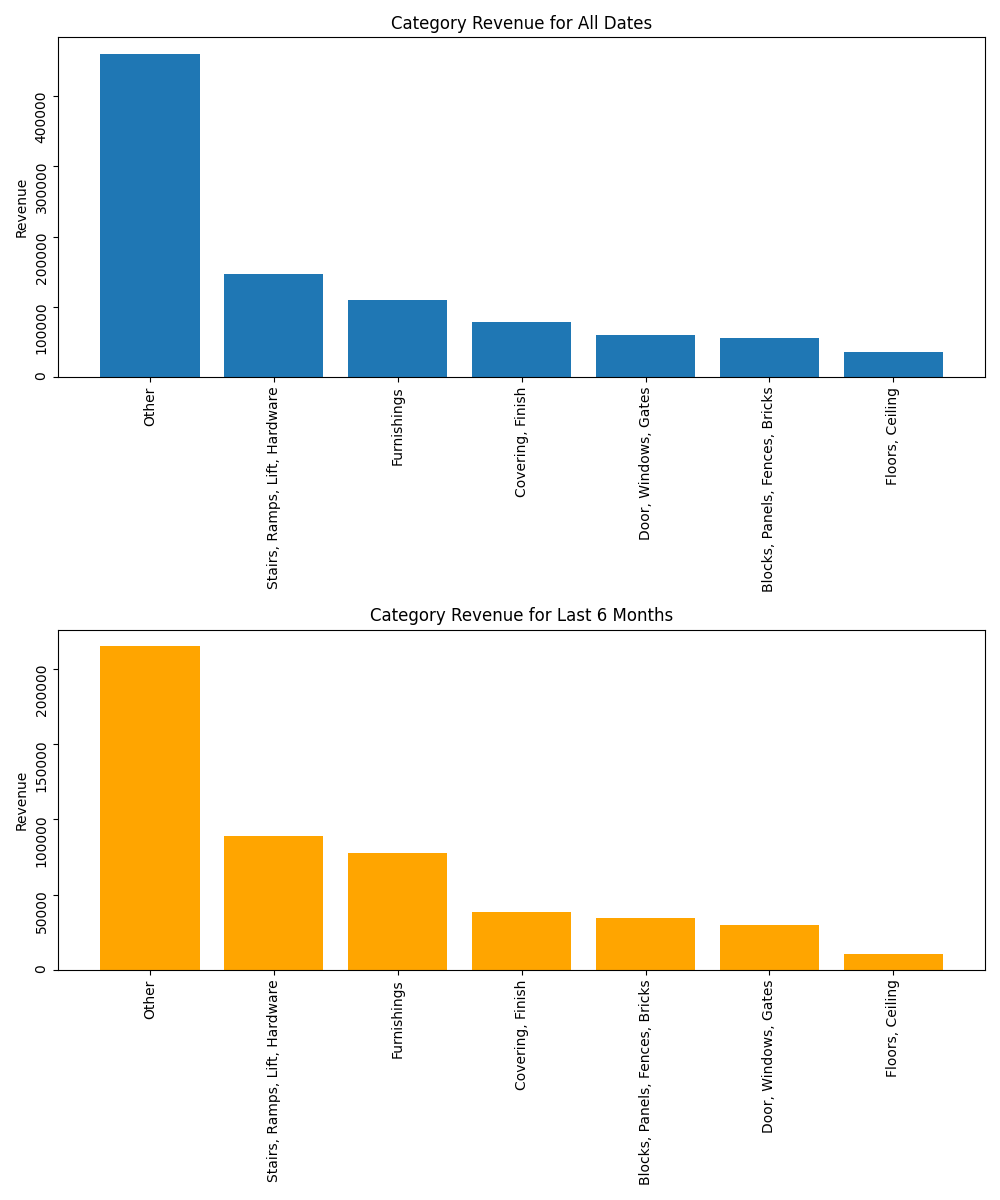 Category Revenue for All Dates
Revenue
400000
300000
200000
100000
0
Other
Stairs, Ramps, Lift, Hardware
Furnishings
Covering, Finish
Door, Windows, Gates
Blocks, Panels, Fences, Bricks
Floors, Ceiling
Category Revenue for Last 6 Months
Revenue
200000
150000
100000
50000
0
Other
Stairs, Ramps, Lift, Hardware
Furnishings
Covering, Finish
Blocks, Panels, Fences, Bricks
Door, Windows, Gates
Floors, Ceiling